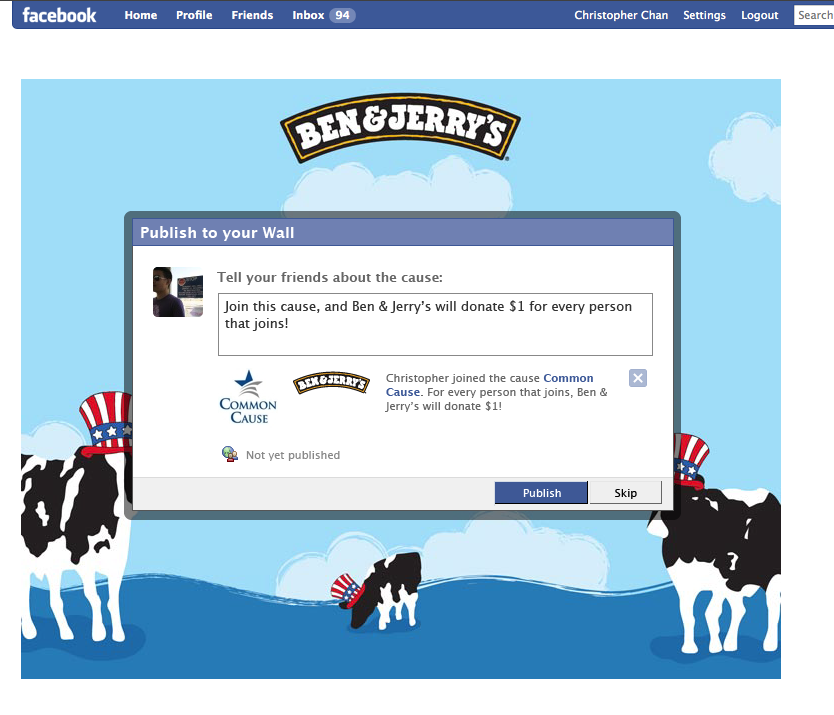 facebook Home Profile Friends Inbox 94 Christopher Chan Settings Logout Search
BEN & JERRY'S
Publish to your Wall
Tell your friends about the cause:
Join this cause, and Ben & Jerry's will donate $1 for every person
that joins!
COMMON
CAUSE
BEN & JERRY'S
Christopher joined the cause Common
Cause. For every person that joins, Ben &
Jerry's will donate $1!
Not yet published
Publish Skip